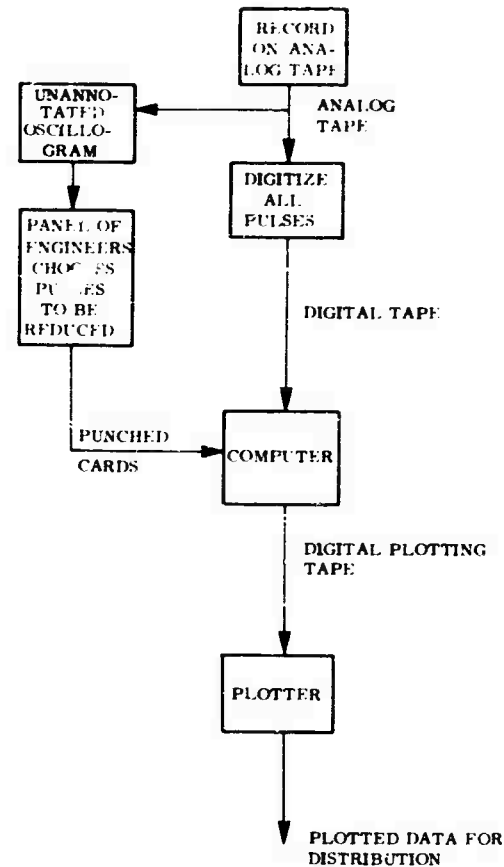 RECORD
ON ANA-
LOG TAPE
UNANNO-
TATED
OSCILLO-
GRAM
ANALOG
TAPE
DIGITIZE
ALL
PULSES
PANEL OF
ENGINEERS
TO BE
REDUCED
DIGITAL TAPE
PUNCHED
CARDS
COMPUTER
DIGITAL PLOTTING
TAPE
PLOTTER
PLOTTED DATA FOR
DISTRIBUTION